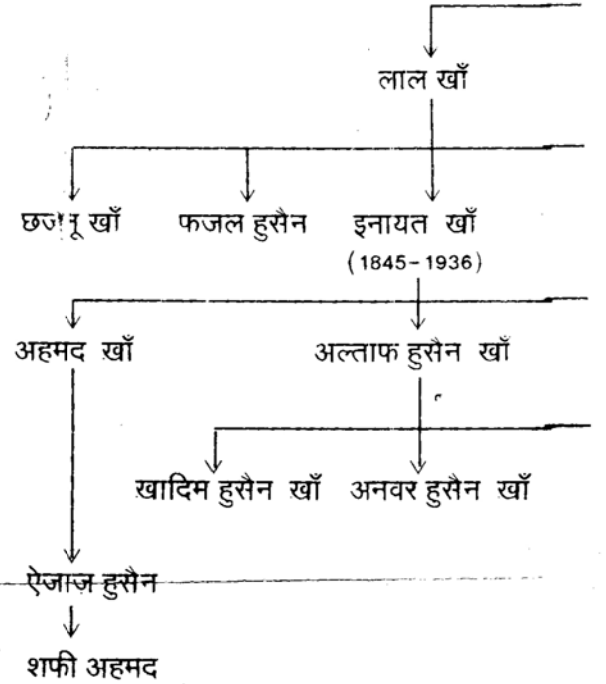 लाल खाँ
खाँ फजल हुसैन इनायत खाँ
(1845-1936)
अहमद खाँ अल्ताफ हुसैन खाँ
खादिम हुसैन खाँ अनवर हुसैन खाँ
ऐजाज़ हुसैन
शफी अहमद